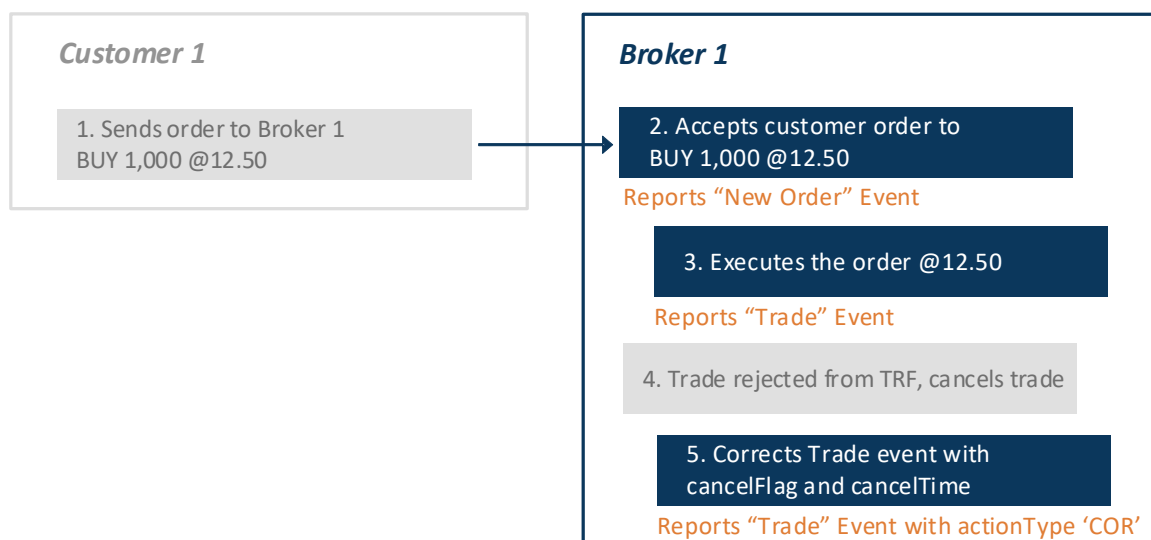 Customer 1
1. Sends order to Broker 1
BUY 1,000 @12.50
Broker 1
2. Accepts customer order to
BUY 1,000 @12.50
Reports “New Order” Event
3. Executes the order @12.50
Reports “Trade” Event
4. Trade rejected from TRF, cancels trade
5. Corrects Trade event with
cancelFlag and cancelTime
Reports “Trade” Event with actionType ‘COR’